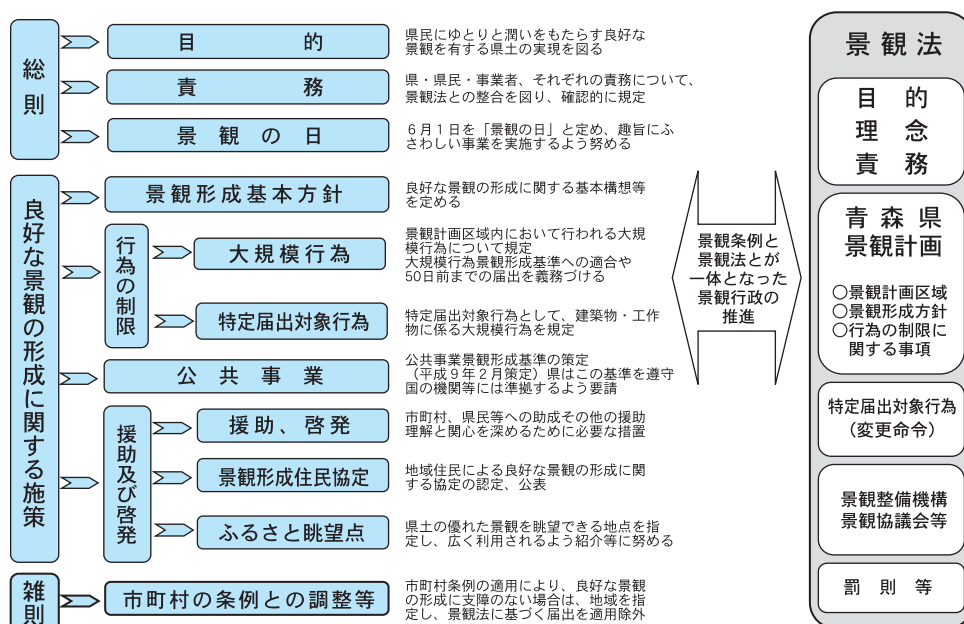 総則
目的
県民にゆとりと潤いをもたらす良好な
景観を有する県土の実現を図る
責務
県・県民・事業者、それぞれの責務について、
景観法との整合を図り、確認的に規定
景観の日
6月1日を「景観の日」と定め、趣旨にふ
さわしい事業を実施するよう努める
良好な景観の形成に関する施策
景観形成基本方針
良好な景観の形成に関する基本構想等
を定める
行為の制限
大規模行為
景観計画区域内において行われる大規
模行為について規定
大規模行為景観形成基準への適合や
50日前までの届出を義務づける
特定届出対象行為
特定届出対象行為として、建築物・工作
物に係る大規模行為を規定
公共事業
公共事業景観形成基準の策定
(平成9年2月策定)県はこの基準を遵守
国の機関等には準拠するよう要請
援助及び啓発
援助、啓発
市町村、県民等への助成その他の援助
理解と関心を深めるために必要な措置
景観形成住民協定
地域住民による良好な景観の形成に関
する協定の認定、公表
ふるさと眺望点
県土の優れた景観を眺望できる地点を指
定し、広く利用されるよう紹介等に努める
雑則
市町村の条例との調整等
市町村条例の適用により、良好な景観
の形成に支障のない場合は、地域を指
定し、景観法に基づく届出を適用除外
景観条例と
景観法とが
一体となった
景観行政の
推進
景観法
目的
理念
責務
青森県
景観計画
○景観計画区域
○景観形成方針
○行為の制限に
関する事項
特定届出対象行為
(変更命令)
景観整備機構
景観協議会等
罰則等